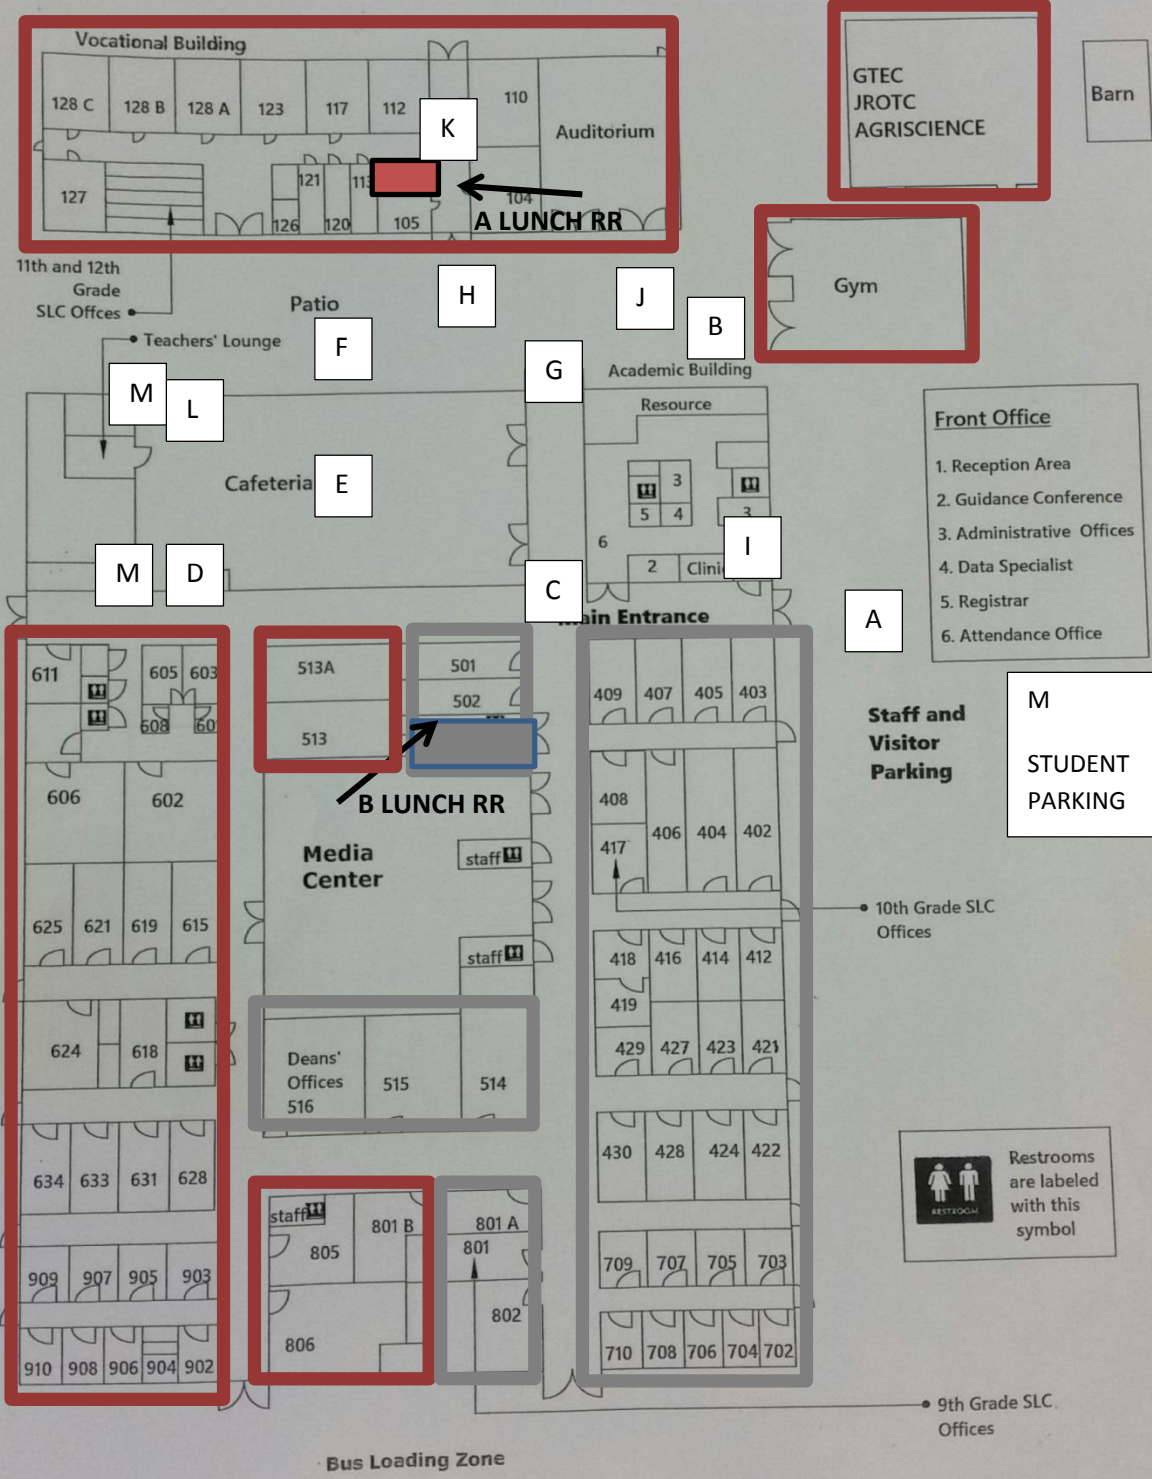 Vocational Building
128 C
128 B
128 A
123
117
112
110
Auditorium
K
127
121
113
126
120
105
104
A LUNCH RR
GTEC
JROTC
AGRISCIENCE
Barn
Gym
11th and 12th
Grade
SLC Offces
Patio
H
J
B
Teachers' Lounge
F
G
Academic Building
M
L
Resource
Cafeteria
E
3
5
4
3
6
2
Clini
I
M
D
C
Main Entrance
A
Front Office
1. Reception Area
2. Guidance Conference
3. Administrative Offices
4. Data Specialist
5. Registrar
6. Attendance Office
M
STUDENT
PARKING
Staff and
Visitor
Parking
611
605
603
608
606
602
625
621
619
615
624
618
634
633
631
628
909
907
905
903
910
908
906
904
902
513A
513
501
502
B LUNCH RR
Media
Center
staff
staff
Deans'
Offices
516
515
514
staff
805
801 B
806
801 A
801
802
409
407
405
403
408
417
406
404
402
10th Grade SLC
Offices
418
416
414
412
419
429
427
423
421
430
428
424
422
709
707
705
703
710
708
706
704
702
RESTROOM
Restrooms
are labeled
with this
symbol
9th Grade SLC
Offices
Bus Loading Zone